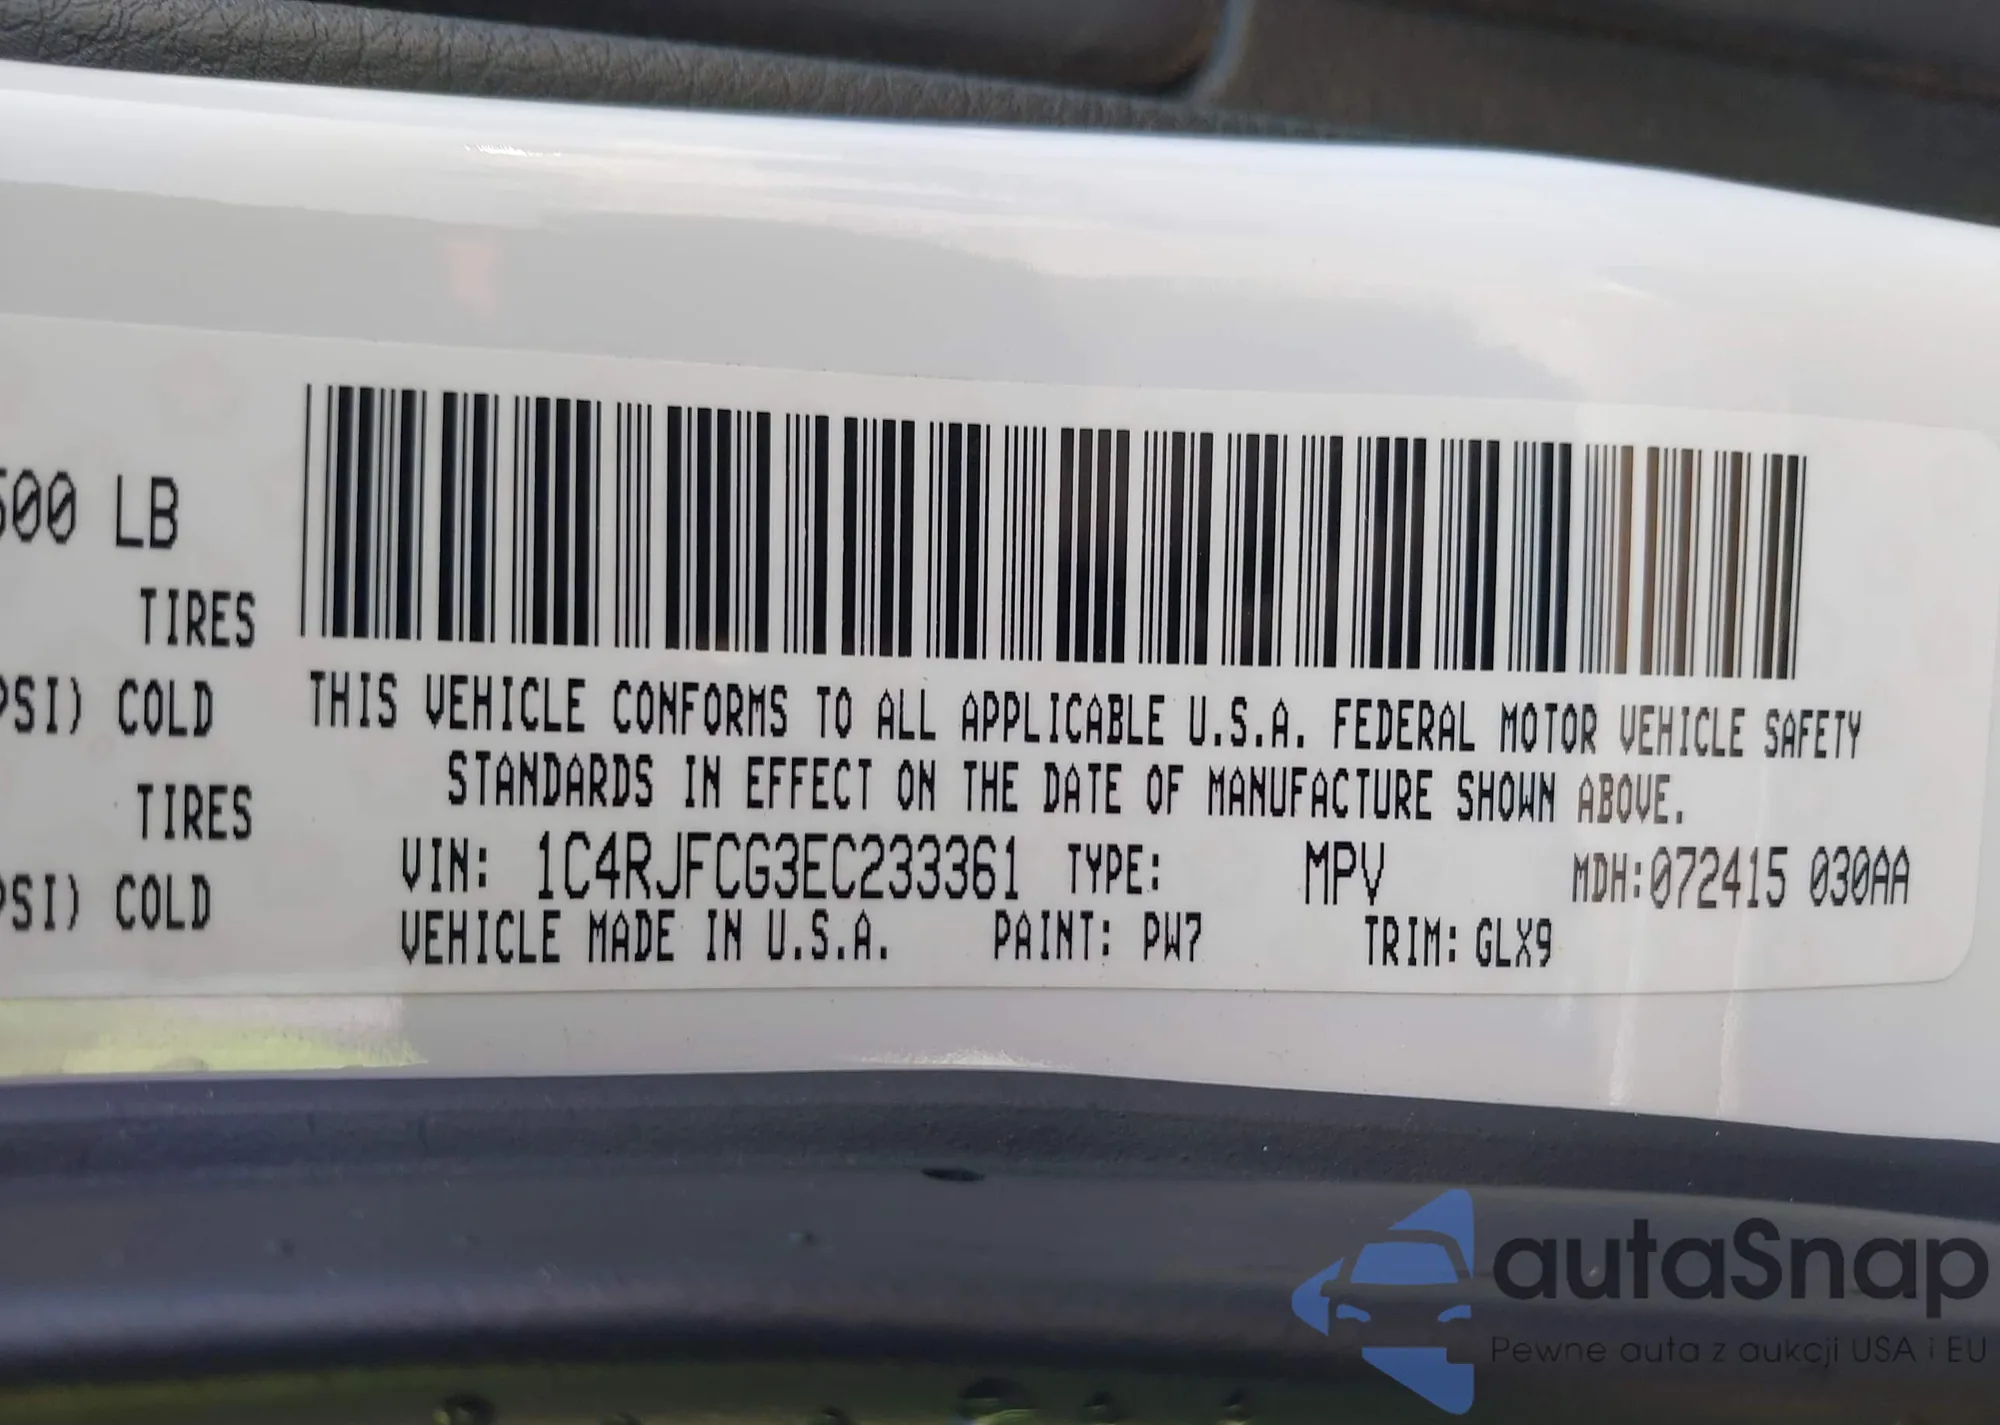 500 LB
TIRES
PSI) COLD
TIRES
PSI) COLD
THIS VEHICLE CONFORMS TO ALL APPLICABLE U.S.A. FEDERAL MOTOR VEHICLE SAFETY
STANDARDS IN EFFECT ON THE DATE OF MANUFACTURE SHOWN ABOVE.
VIN: 1C4RJFCG3EC233361 TYPE: MPV MDH:072415 030AA
VEHICLE MADE IN U.S.A. PAINT: PW7 TRIM: GLX9
autaSnap
Pewne auta z aukcji USA i EU